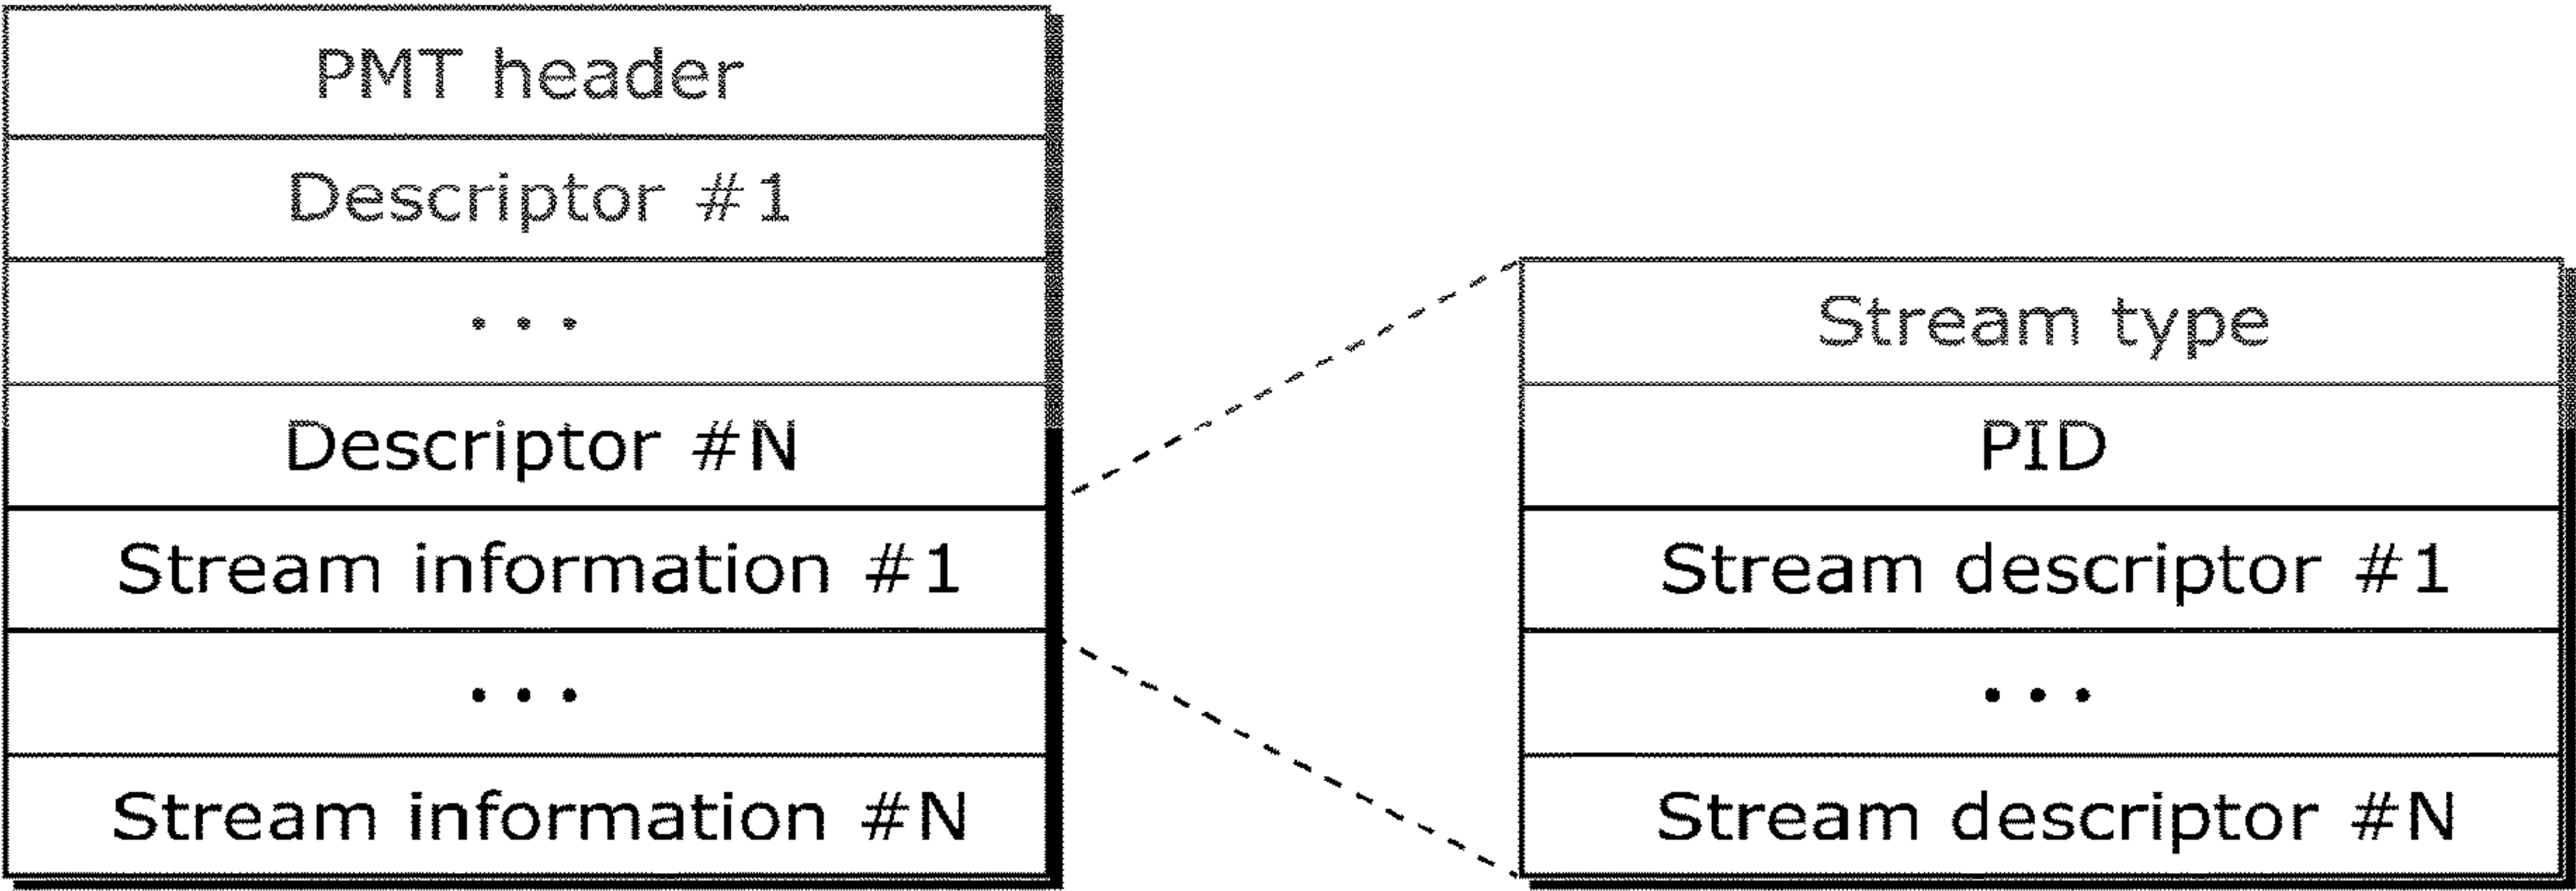 PMT header
Descriptor #1
...
Descriptor #N
Stream information #1
...
Stream information #N
Stream type
PID
Stream descriptor #1
...
Stream descriptor #N